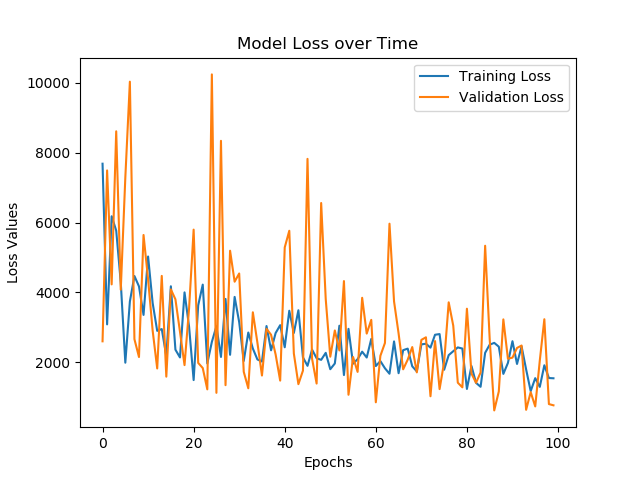 Model Loss over Time
Training Loss
Validation Loss
10000
8000
6000
4000
2000
Loss Values
0 20 40 60 80 100
Epochs